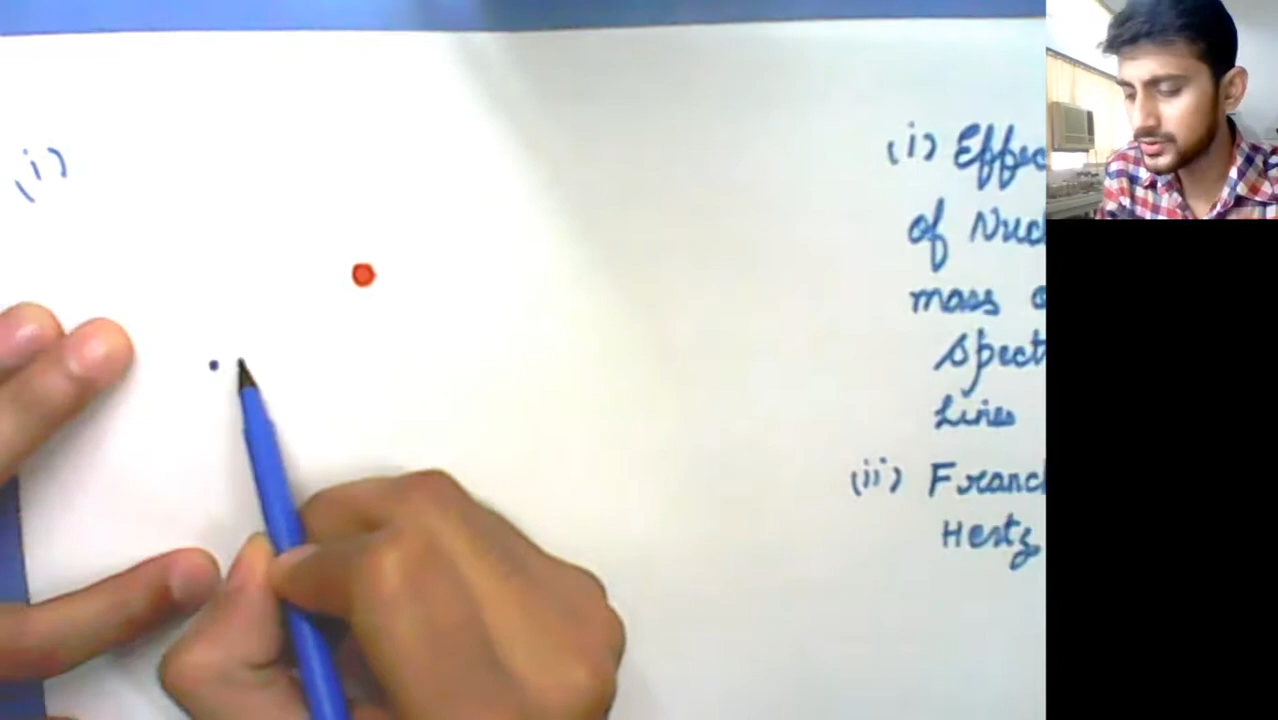 (i)
(i) Effec
of Nuc
mass o
Spect
Lines
(ii) Franc
Hertz